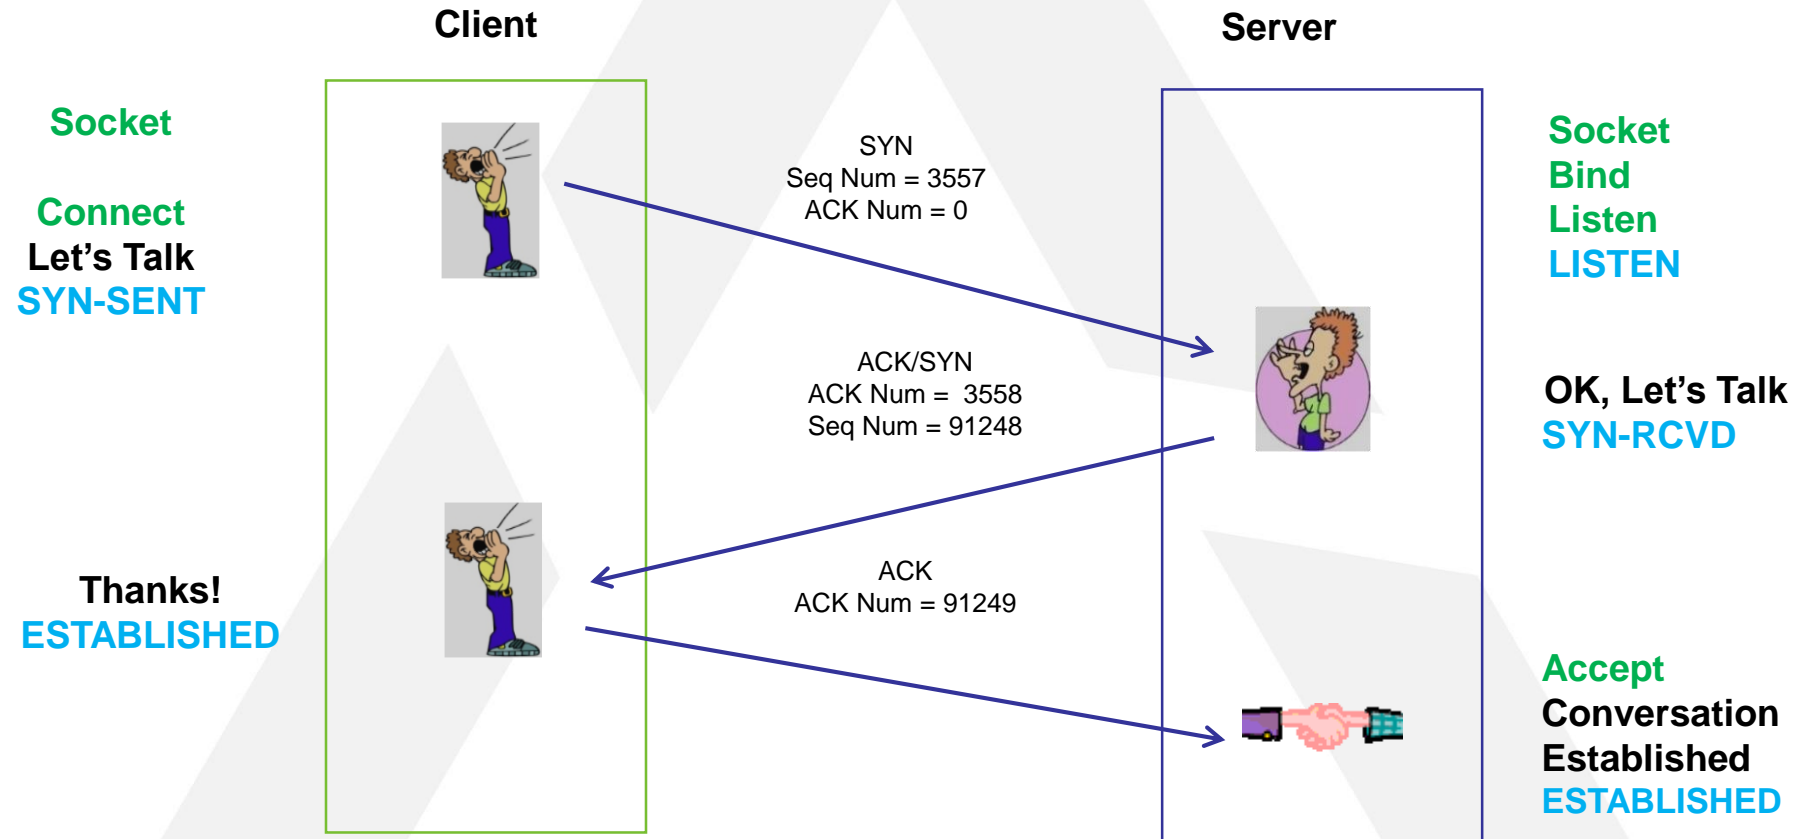 Client
Server
Socket
Connect
Let's Talk
SYN-SENT
SYN
Seq Num = 3557
ACK Num = 0
Socket
Bind
Listen
LISTEN
ACK/SYN
ACK Num =  3558
Seq Num = 91248
OK, Let's Talk
SYN-RCVD
Thanks!
ESTABLISHED
ACK
ACK Num = 91249
Accept
Conversation
Established
ESTABLISHED